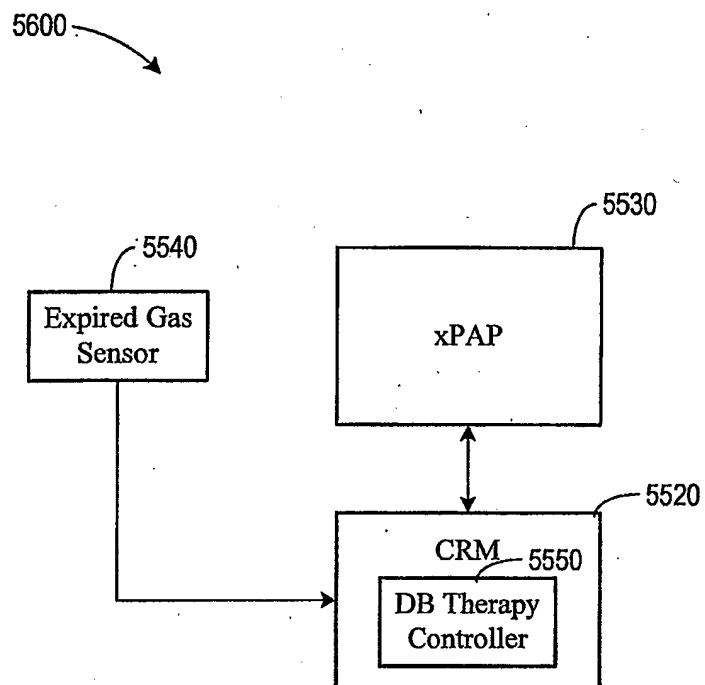 5600
5530
5540
Expired Gas
Sensor
xPAP
5520
CRM
5550
DB Therapy
Controller